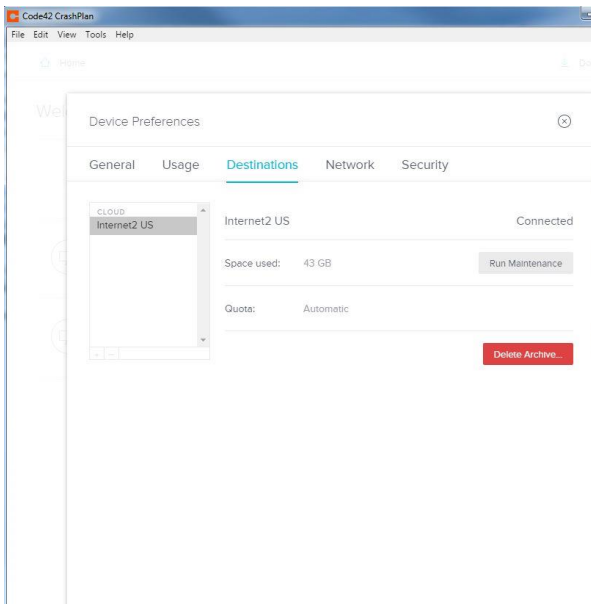 Code42 CrashPlan
File Edit View Tools Help
Home
Wel
Device Preferences
General Usage Destinations Network Security
CLOUD
Internet2 US
Internet2 US Connected
Space used: 43 GB Run Maintenance
Quota: Automatic
Delete Archive...